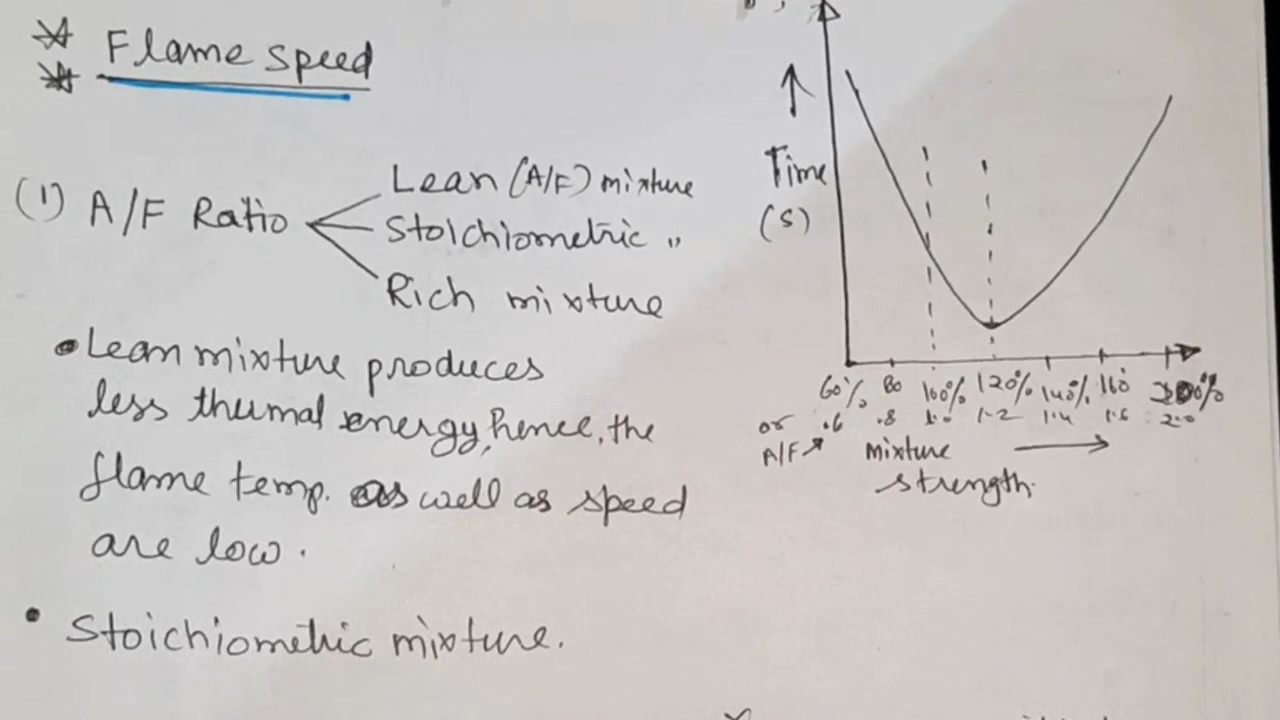 Flame speed
(1) A/F Ratio
Lean (A/F) mixture
Stoichiometric "
Rich mixture
• Lean mixture produces
less thermal energy, hence, the
flame temp. as well as speed
are low.
• Stoichiometric mixture.
Time
(s)
60% 80 100% 120% 140% 160
or .6 .8 1.0 1.2 1.4 1.6 2.0
A/F mixture
strength.